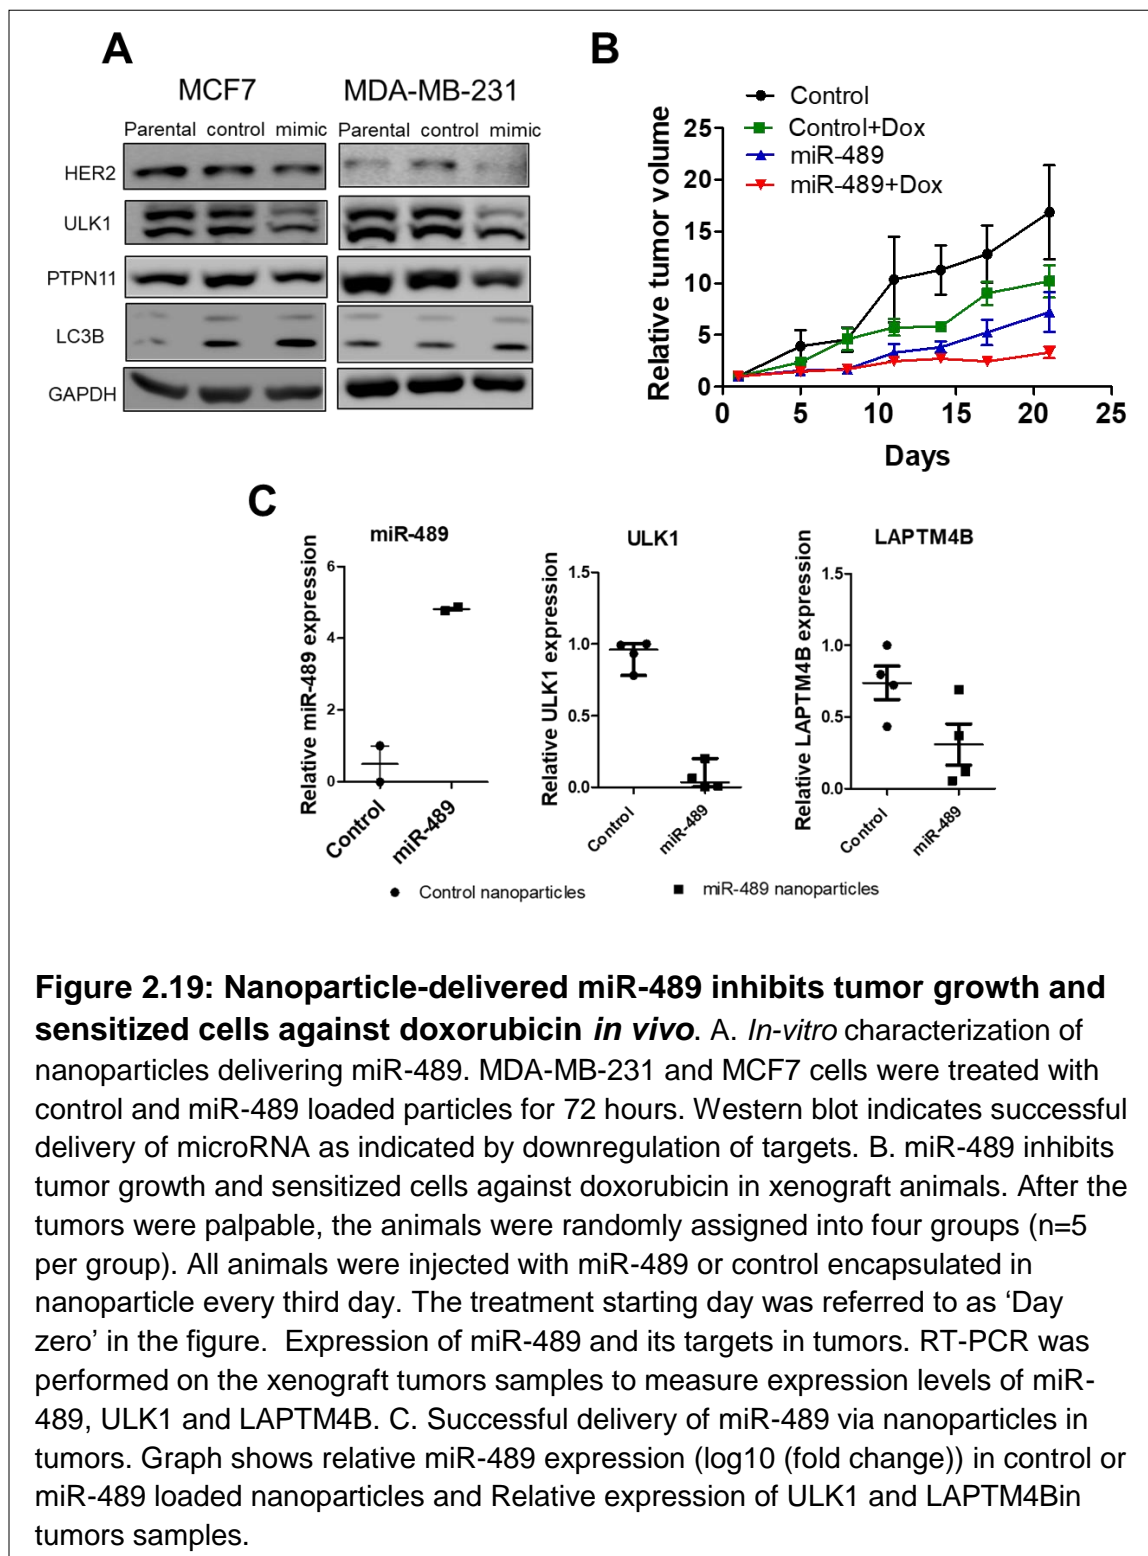 A
MCF7
MDA-MB-231
Parental control mimic
Parental control mimic
HER2
ULK1
PTPN11
LC3B
GAPDH
B
Control
Control+Dox
miR-489
miR-489+Dox
Relative tumor volume
25
20
15
10
5
0
0 5 10 15 20 25
Days
C
miR-489
Relative miR-489 expression
6
4
2
0
Control
miR-489
ULK1
Relative ULK1 expression
1.5
1.0
0.5
0.0
Control
miR-489
LAPTM4B
Relative LAPTM4B expression
1.5
1.0
0.5
0.0
Control
miR-489
Control nanoparticles
miR-489 nanoparticles
Figure 2.19: Nanoparticle-delivered miR-489 inhibits tumor growth and
sensitized cells against doxorubicin in vivo. A. In-vitro characterization of
nanoparticles delivering miR-489. MDA-MB-231 and MCF7 cells were treated with
control and miR-489 loaded particles for 72 hours. Western blot indicates successful
delivery of microRNA as indicated by downregulation of targets. B. miR-489 inhibits
tumor growth and sensitized cells against doxorubicin in xenograft animals. After the
tumors were palpable, the animals were randomly assigned into four groups (n=5
per group). All animals were injected with miR-489 or control encapsulated in
nanoparticle every third day. The treatment starting day was referred to as ‘Day
zero’ in the figure.  Expression of miR-489 and its targets in tumors. RT-PCR was
performed on the xenograft tumors samples to measure expression levels of miR-
489, ULK1 and LAPTM4B. C. Successful delivery of miR-489 via nanoparticles in
tumors. Graph shows relative miR-489 expression (log10 (fold change)) in control or
miR-489 loaded nanoparticles and Relative expression of ULK1 and LAPTM4Bin
tumors samples.